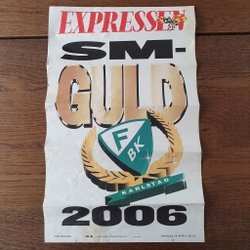 EXPRESSEN
SM-
GULD
F
BK
KARLSTAD
2006